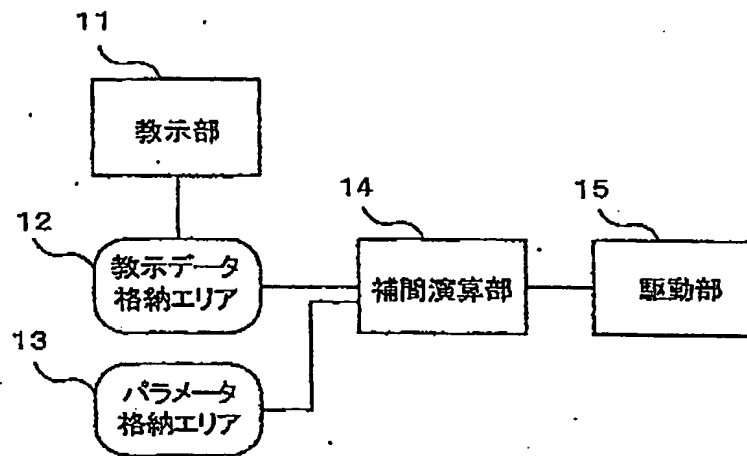 11
教示部
12
教示データ
格納エリア
13
パラメータ
格納エリア
14
補間演算部
15
駆動部